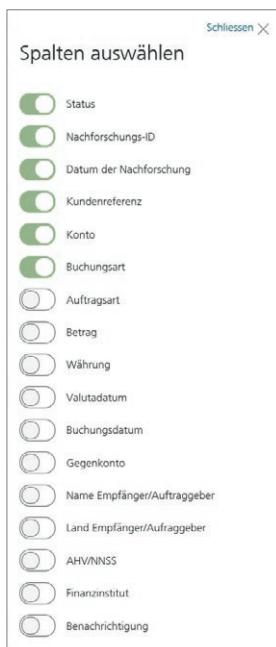 Schliessen
Spalten auswählen
Status
Nachforschungs-ID
Datum der Nachforschung
Kundenreferenz
Konto
Buchungsart
Auftragsart
Betrag
Währung
Valutadatum
Buchungsdatum
Gegenkonto
Name Empfänger/Auftraggeber
Land Empfänger/Aufraggeber
AHV/NNSS
Finanzinstitut
Benachrichtigung